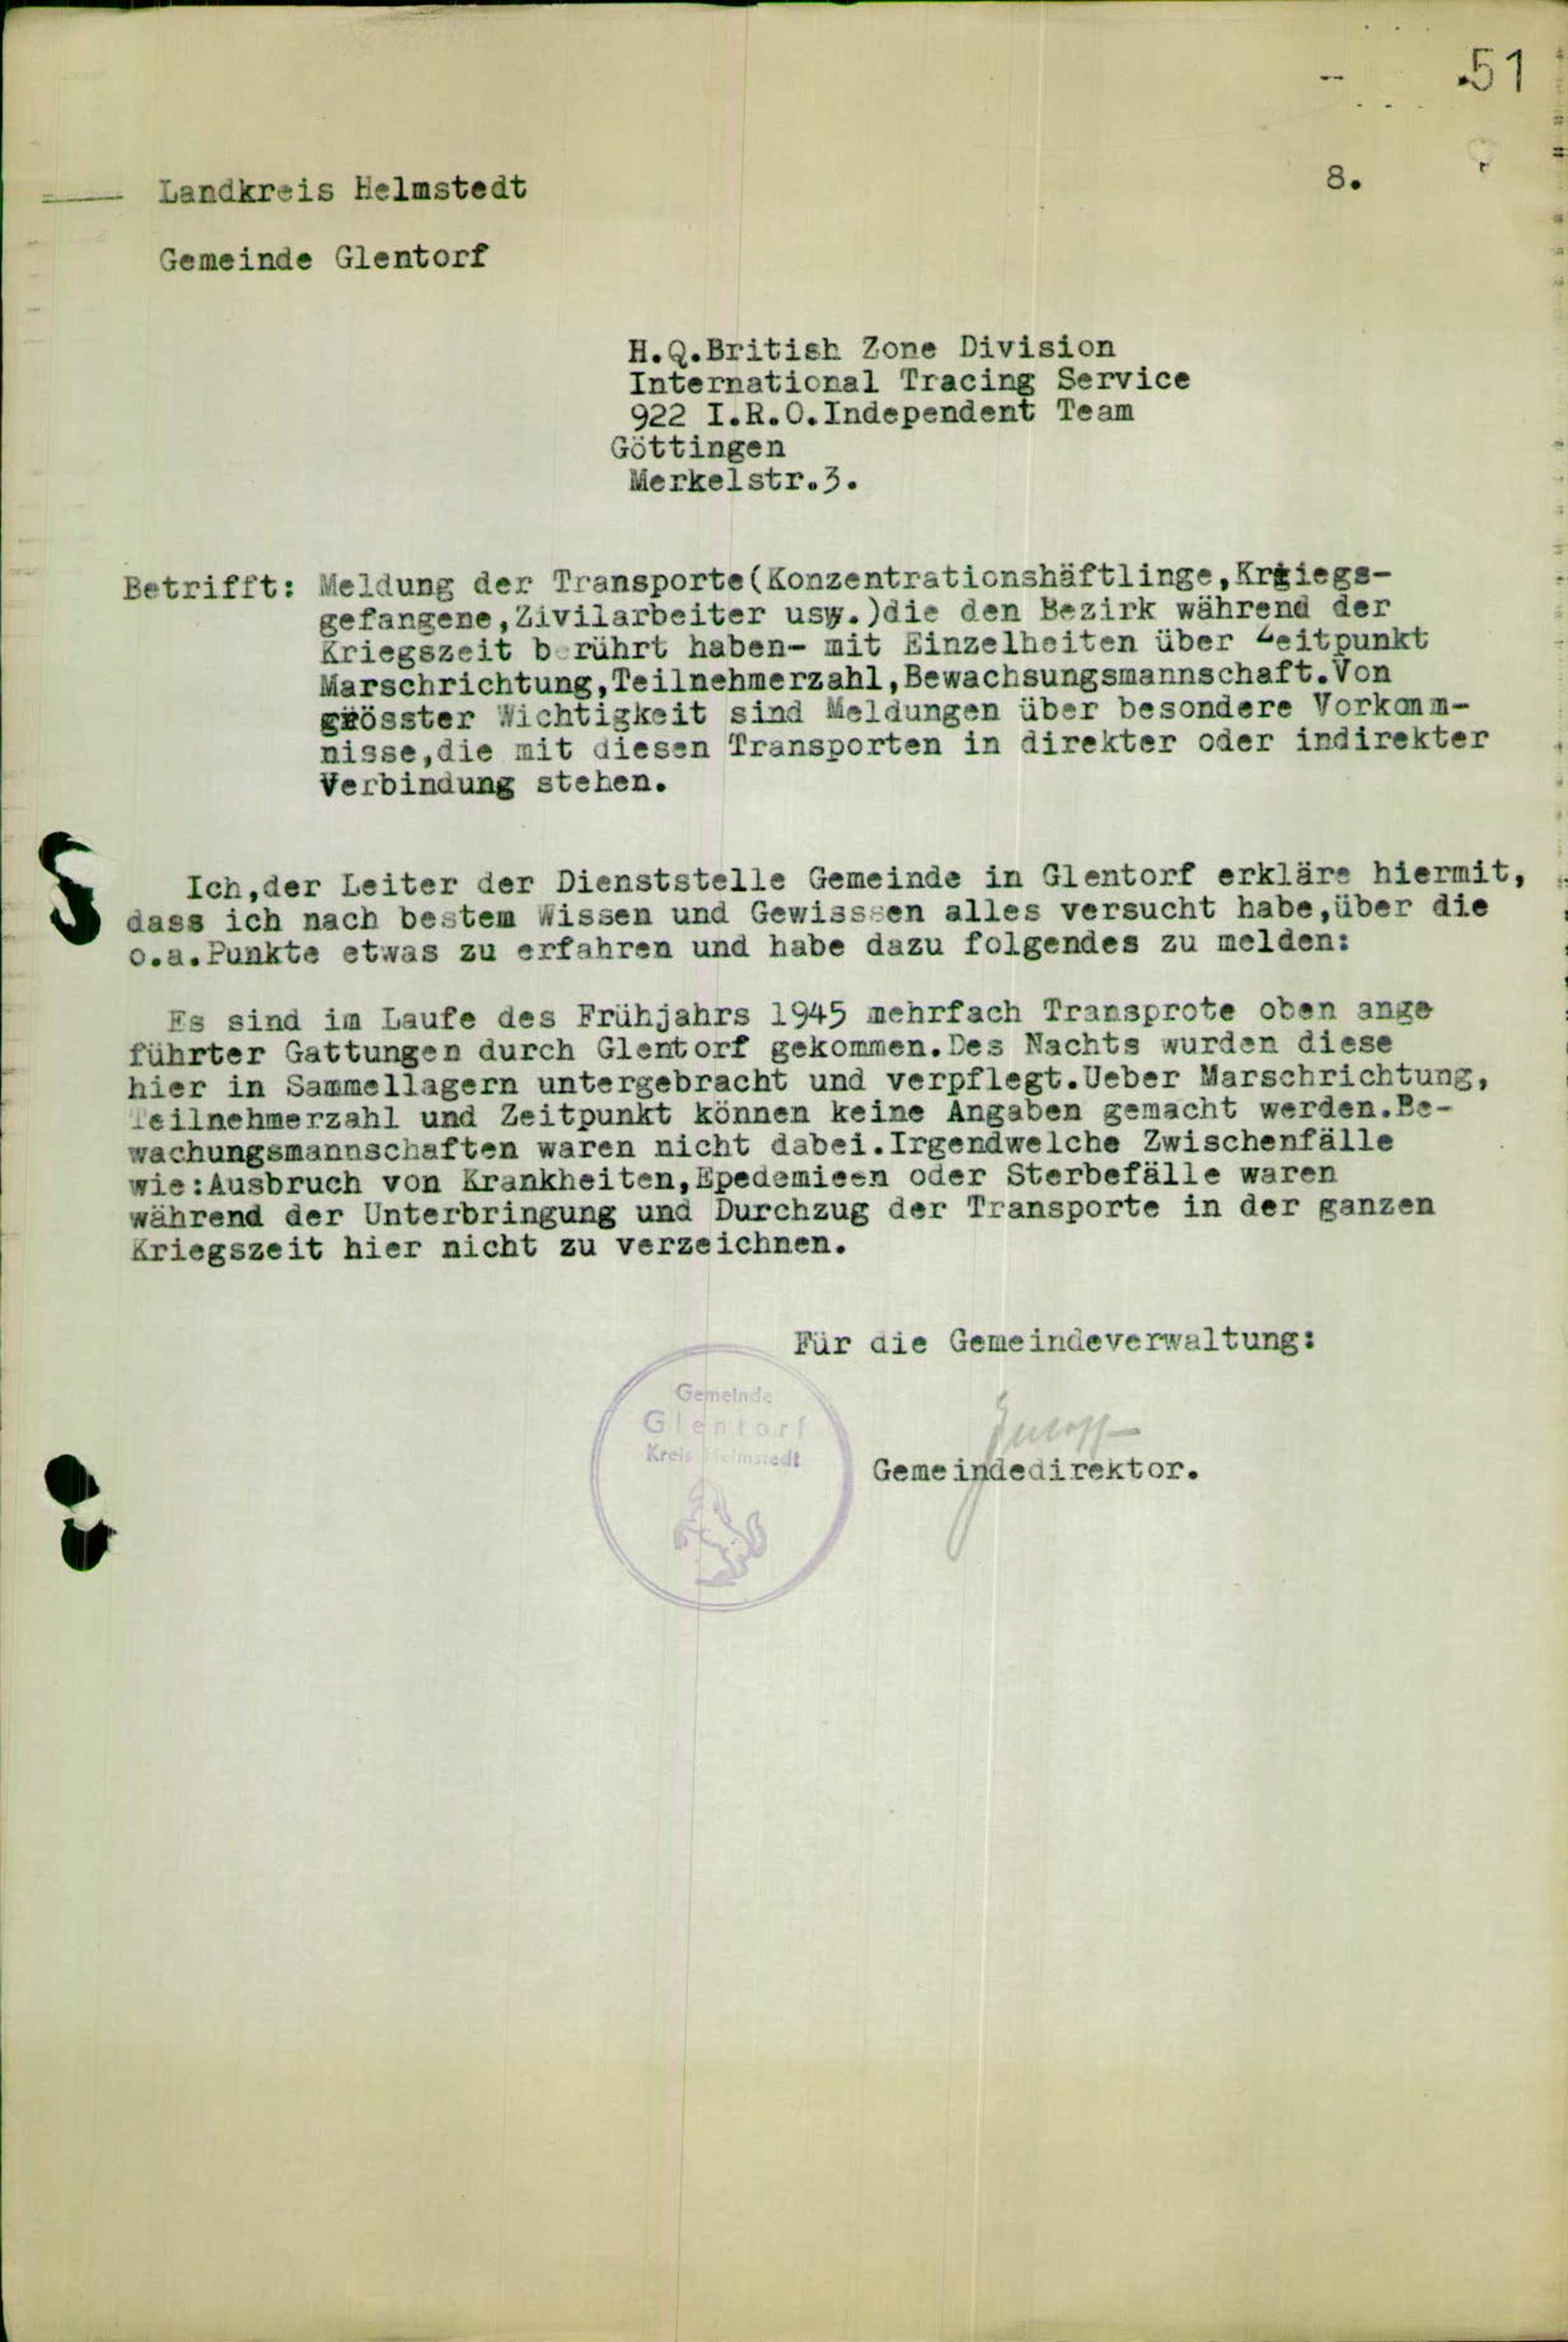 51
8.
Landkreis Helmstedt
Gemeinde Glentorf
H.Q.British Zone Division
International Tracing Service
922 I.R.O.Independent Team
Göttingen
Merkelstr.3.
Betrifft: Meldung der Transporte(Konzentrationshäftlinge,Krgiegs-
gefangene,Zivilarbeiter usw.)die den Bezirk während der
Kriegszeit berührt haben- mit Einzelheiten über Zeitpunkt
Marschrichtung,Teilnehmerzahl,Bewachsungsmannschaft.Von
grösster Wichtigkeit sind Meldungen über besondere Vorkomm-
nisse,die mit diesen Transporten in direkter oder indirekter
Verbindung stehen.
Ich,der Leiter der Dienststelle Gemeinde in Glentorf erkläre hiermit,
dass ich nach bestem Wissen und Gewisssen alles versucht habe,über die
o.a.Punkte etwas zu erfahren und habe dazu folgendes zu melden:
Es sind im Laufe des Frühjahrs 1945 mehrfach Transprote oben ange
führter Gattungen durch Glentorf gekommen.Des Nachts wurden diese
hier in Sammellagern untergebracht und verpflegt.Ueber Marschrichtung,
Teilnehmerzahl und Zeitpunkt können keine Angaben gemacht werden.Be-
wachungsmannschaften waren nicht dabei.Irgendwelche Zwischenfälle
wie:Ausbruch von Krankheiten,Epedemieen oder Sterbefälle waren
während der Unterbringung und Durchzug der Transporte in der ganzen
Kriegszeit hier nicht zu verzeichnen.
Für die Gemeindeverwaltung:
Gemeinde
Glentorf
Kreis Helmstedt
Gemeindedirektor.